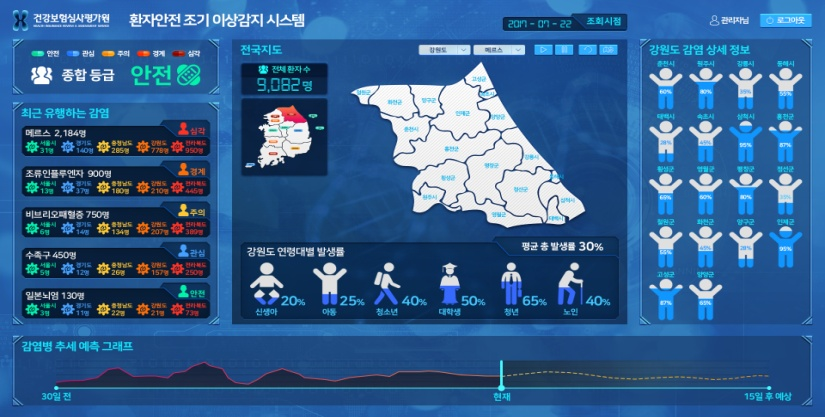 건강보험심사평가원
환자안전 조기 이상감지 시스템
2017 - 07 - 22 조회시점
관리자님
로그아웃
안전 관심 주의 경계 심각
종합 등급 안전
최근 유행하는 감염
메르스 2,184명 심각
서울시 31명 경기도 140명 충청남도 285명 강원도 778명 전라북도 950명
조류인플루엔자 900명 경계
서울시 13명 경기도 37명 충청남도 180명 강원도 210명 전라북도 445명
비브리오패혈증 750명 주의
서울시 6명 경기도 14명 충청남도 134명 강원도 207명 전라북도 389명
수족구 450명 관심
서울시 5명 경기도 12명 충청남도 26명 강원도 157명 전라북도 250명
일본뇌염 130명 안전
서울시 3명 경기도 11명 충청남도 22명 강원도 21명 전라북도 73명
전국지도
강원도 메르스
전체 환자 수
9,082명
고성군
철원군 화천군 양구군 인제군 양양군
춘천시
홍천군
강릉시
횡성군 평창군
정선군
원주시
삼척시
영월군
태백시
강원도 연령대별 발생률
평균 총 발생률 30%
20% 25% 40% 50% 65% 40%
신생아 아동 청소년 대학생 청년 노인
강원도 감염 상세 정보
춘천시 원주시 강릉시 동해시
60% 80% 35% 55%
태백시 속초시 삼척시 홍천군
28% 45% 85% 87%
횡성군 영월군 평창군 정선군
65% 60% 80%
철원군 화천군 양구군 인제군
55% 45% 28% 95%
고성군 양양군
87% 65%
감염병 추세 예측 그래프
30일 전 현재 15일 후 예상